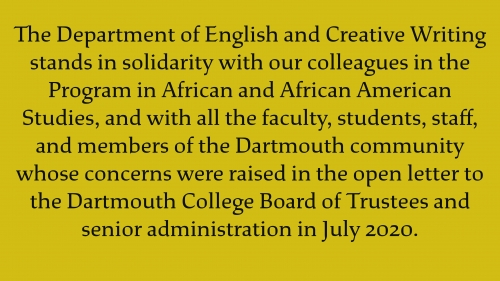 The Department of English and Creative Writing
stands in solidarity with our colleagues in the
Program in African and African American
Studies, and with all the faculty, students, staff,
and members of the Dartmouth community
whose concerns were raised in the open letter to
the Dartmouth College Board of Trustees and
senior administration in July 2020.